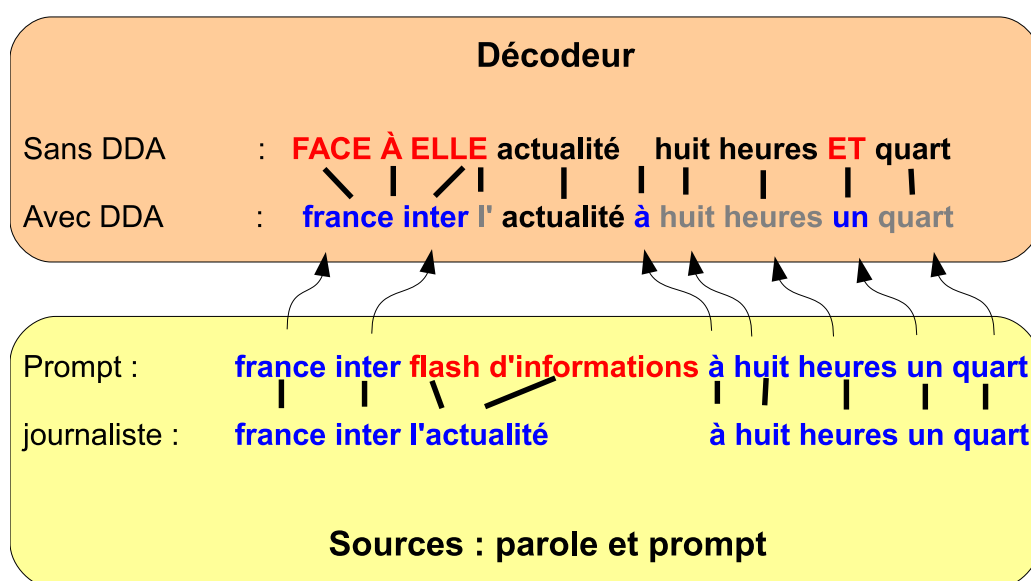 Décodeur
Sans DDA : FACE À ELLE actualité huit heures ET quart
Avec DDA : france inter l' actualité à huit heures un quart
Prompt : france inter flash d'informations à huit heures un quart
journaliste : france inter l'actualité à huit heures un quart
Sources : parole et prompt